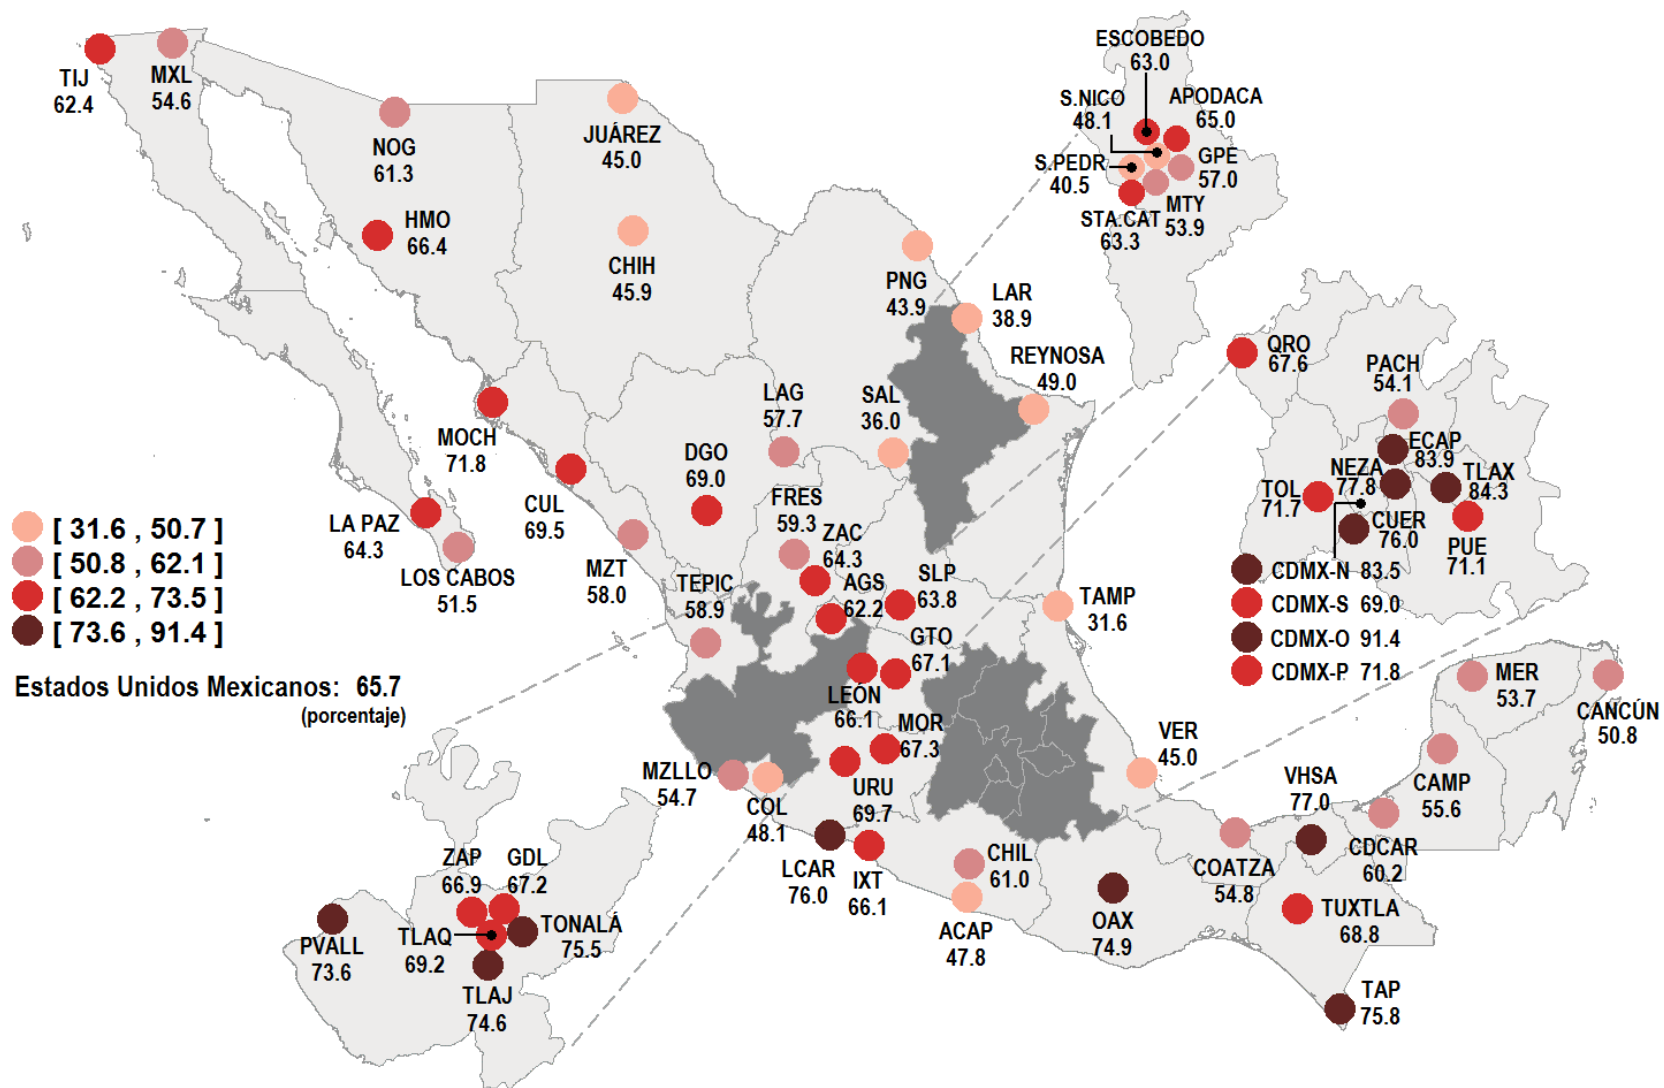 ESCOBEDO
63.0
S.NICO
48.1
APODACA
65.0
S.PEDR
40.5
GPE
57.0
MTY
53.9
STA.CAT
63.3
TIJ
62.4
MXL
54.6
NOG
61.3
HMO
66.4
JUÁREZ
45.0
CHIH
45.9
PNG
43.9
LAR
38.9
REYNOSA
49.0
LAG
57.7
SAL
36.0
MOCH
71.8
CUL
69.5
DGO
69.0
FRES
59.3
ZAC
64.3
LA PAZ
64.3
LOS CABOS
51.5
MZT
58.0
TEPIC
58.9
AGS
62.2
SLP
63.8
TAMP
31.6
GTO
67.1
LEÓN
66.1
MOR
67.3
QRO
67.6
PACH
54.1
ECAP
83.9
NEZA
77.8
TLAX
84.3
TOL
71.7
CUER
76.0
PUE
71.1
CDMX-N 83.5
CDMX-S 69.0
CDMX-O 91.4
CDMX-P 71.8
[ 31.6 , 50.7 ]
[ 50.8 , 62.1 ]
[ 62.2 , 73.5 ]
[ 73.6 , 91.4 ]
Estados Unidos Mexicanos: 65.7
(porcentaje)
MZLLO
54.7
COL
48.1
URU
69.7
LCAR
76.0
IXT
66.1
CHIL
61.0
ACAP
47.8
OAX
74.9
VER
45.0
COATZA
54.8
VHSA
77.0
CDCAR
60.2
CAMP
55.6
MER
53.7
CANCÚN
50.8
TUXTLA
68.8
TAP
75.8
ZAP
66.9
GDL
67.2
TONALÁ
75.5
TLAQ
69.2
PVALL
73.6
TLAJ
74.6